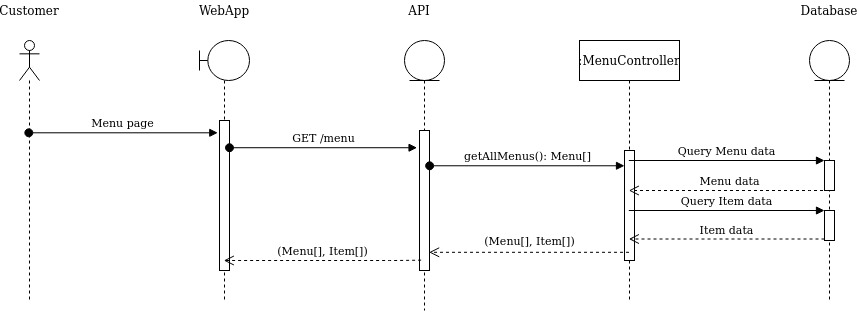 Customer
WebApp
API
Database
:MenuController
Menu page
GET /menu
getAllMenus(): Menu[]
Query Menu data
Menu data
Query Item data
Item data
(Menu[], Item[])
(Menu[], Item[])